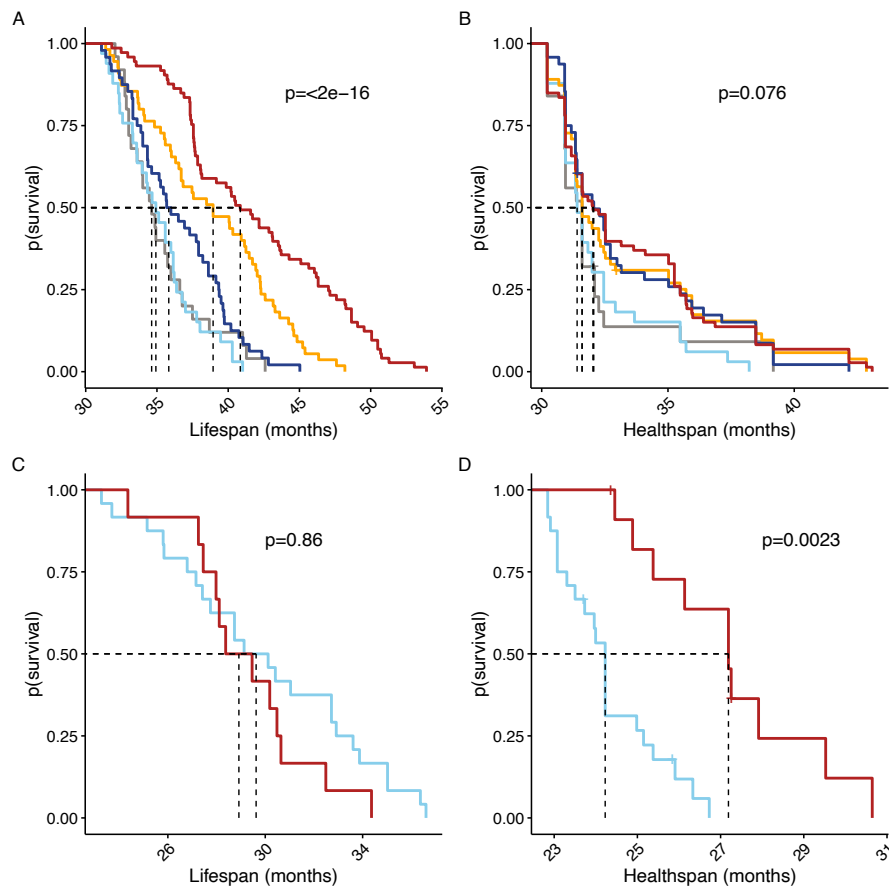 A
B
p=<2e−16
p=0.076
p(survival)
p(survival)
1.00
0.75
0.50
0.25
0.00
1.00
0.75
0.50
0.25
0.00
30
35
40
45
50
55
30
35
40
Lifespan (months)
Healthspan (months)
C
D
p=0.86
p=0.0023
p(survival)
p(survival)
1.00
0.75
0.50
0.25
0.00
1.00
0.75
0.50
0.25
0.00
26
30
34
23
25
27
29
31
Lifespan (months)
Healthspan (months)